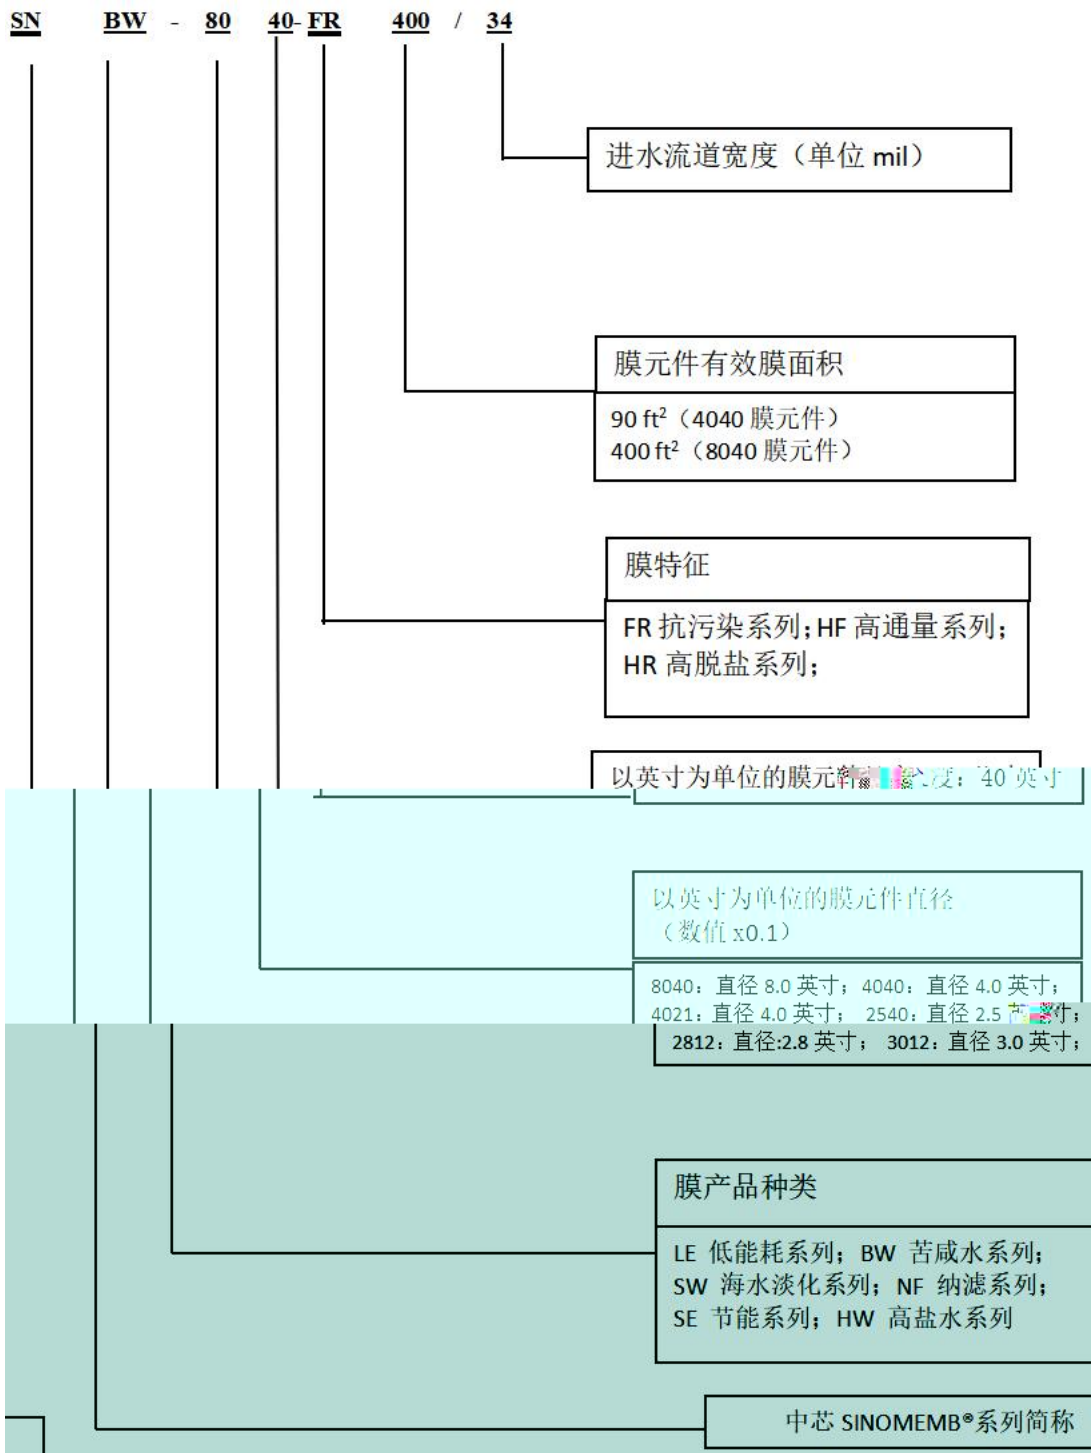 SN BW - 80 40- FR 400 / 34
进水流道宽度（单位 mil）
膜元件有效膜面积
90 ft²（4040 膜元件）
400 ft²（8040 膜元件）
膜特征
FR 抗污染系列; HF 高通量系列；
HR 高脱盐系列；
以英寸为单位的膜元 度：40 英寸
以英寸为单位的膜元件直径
（数值 x0.1）
8040：直径 8.0 英寸； 4040：直径 4.0 英寸；
4021：直径 4.0 英寸； 2540：直径 2.5 寸；
2812：直径:2.8 英寸； 3012：直径 3.0 英寸；
膜产品种类
LE 低能耗系列； BW 苦咸水系列；
SW 海水淡化系列； NF 纳滤系列；
SE 节能系列； HW 高盐水系列
中芯 SINOMEMB®系列简称